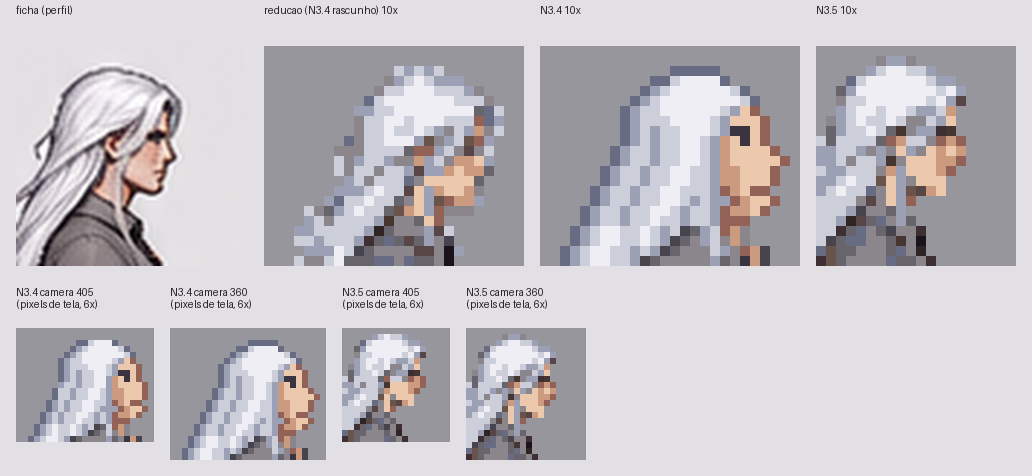 ficha (perfil)
reducao (N3.4 rascunho) 10x
N3.4 10x
N3.5 10x
N3.4 camera 405
(pixels de tela, 6x)
N3.4 camera 360
(pixels de tela, 6x)
N3.5 camera 405
(pixels de tela, 6x)
N3.5 camera 360
(pixels de tela, 6x)